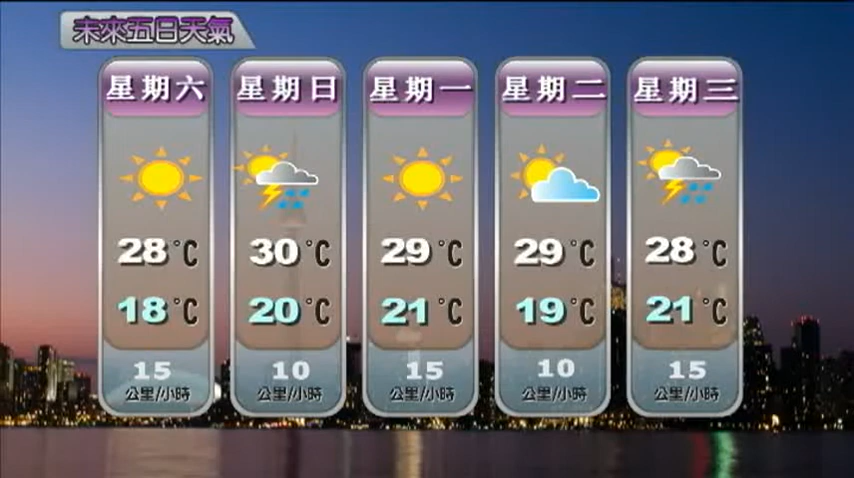 未來五日天氣
星期六 星期日 星期一 星期二 星期三
28°C 30°C 29°C 29°C 28°C
18°C 20°C 21°C 19°C 21°C
15 10 15 10 15
公里/小時 公里/小時 公里/小時 公里/小時 公里/小時